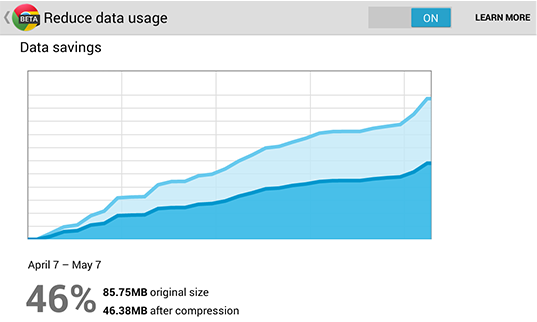 BETA Reduce data usage ON LEARN MORE
Data savings
April 7 – May 7
46% 85.75MB original size
46.38MB after compression